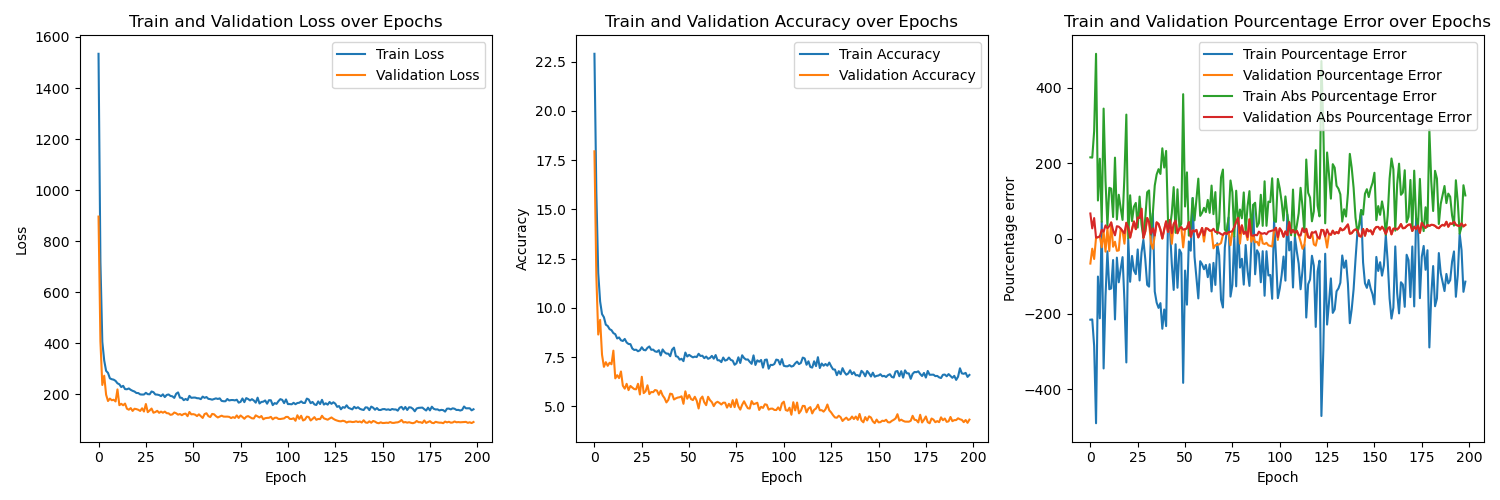 Train and Validation Loss over Epochs
Loss
1600
1400
1200
1000
800
600
400
200
0
25
50
75
100
125
150
175
200
Epoch
Train Loss
Validation Loss
Train and Validation Accuracy over Epochs
Accuracy
22.5
20.0
17.5
15.0
12.5
10.0
7.5
5.0
0
25
50
75
100
125
150
175
200
Epoch
Train Accuracy
Validation Accuracy
Train and Validation Pourcentage Error over Epochs
Pourcentage error
400
200
0
−200
−400
0
25
50
75
100
125
150
175
200
Epoch
Train Pourcentage Error
Validation Pourcentage Error
Train Abs Pourcentage Error
Validation Abs Pourcentage Error